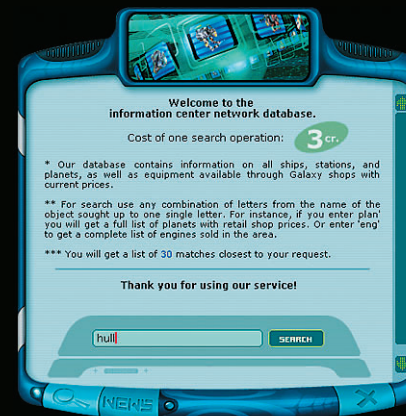 Welcome to the
information center network database.
Cost of one search operation: 3 cr.
* Our database contains information on all ships, stations, and
planets, as well as equipment available through Galaxy shops with
current prices.
** For search use any combination of letters from the name of the
object sought up to one single letter. For instance, if you enter plan'
you will get a full list of planets with retail shop prices. Or enter 'eng'
to get a complete list of engines sold in the area.
*** You will get a list of 30 matches closest to your request.
Thank you for using our service!
hull
SEARCH
NEWS